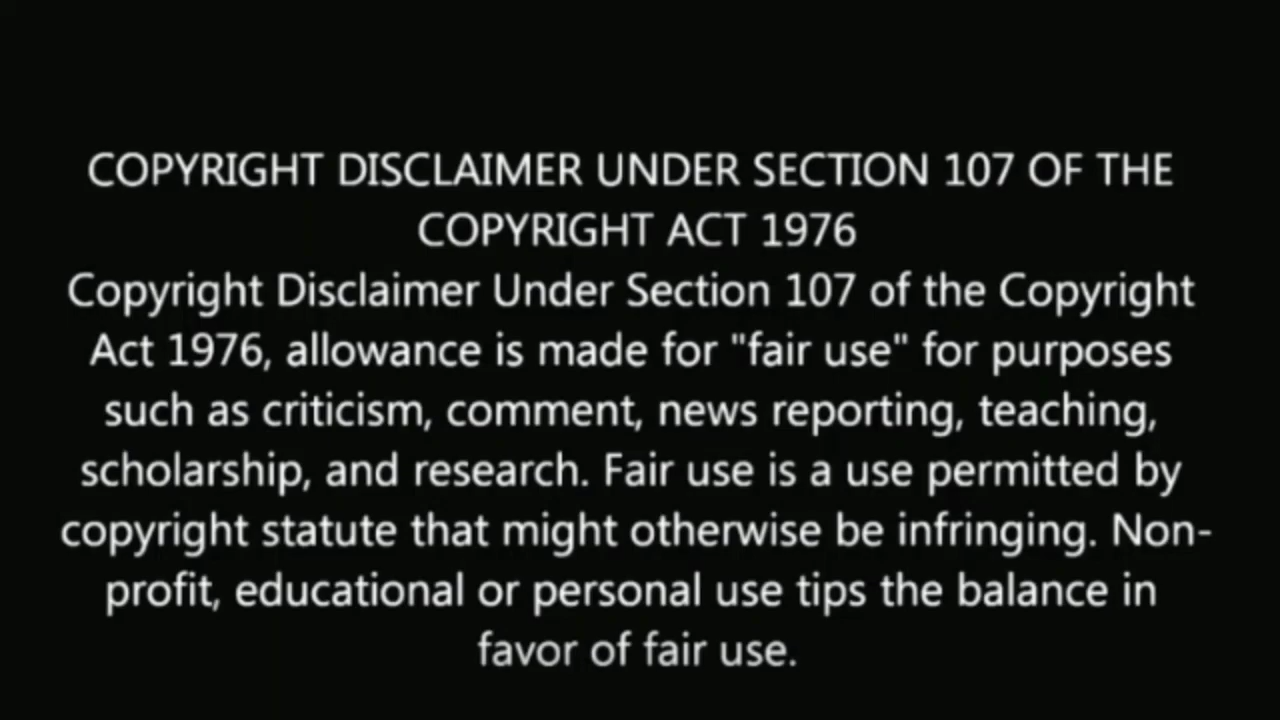 COPYRIGHT DISCLAIMER UNDER SECTION 107 OF THE
COPYRIGHT ACT 1976
Copyright Disclaimer Under Section 107 of the Copyright
Act 1976, allowance is made for "fair use" for purposes
such as criticism, comment, news reporting, teaching,
scholarship, and research. Fair use is a use permitted by
copyright statute that might otherwise be infringing. Non-
profit, educational or personal use tips the balance in
favor of fair use.